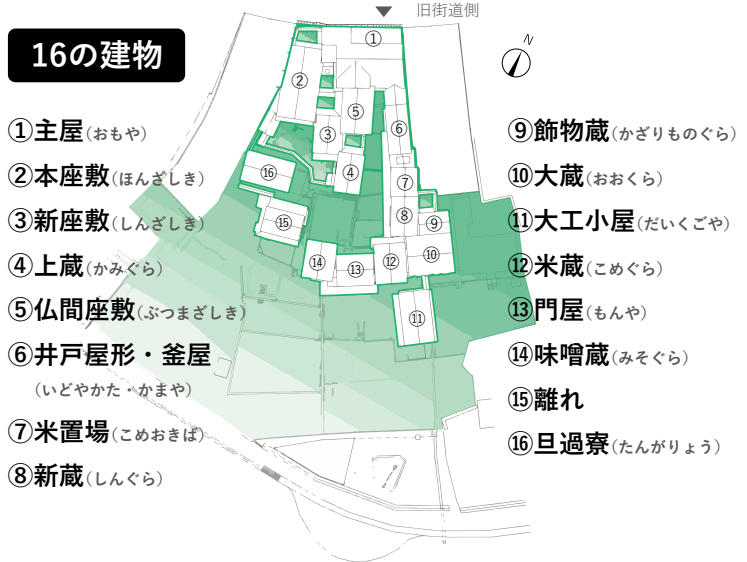 旧街道側
16の建物
N
①主屋(おもや)
②本座敷(ほんざしき)
③新座敷(しんざしき)
④上蔵(かみぐら)
⑤仏間座敷(ぶつまざしき)
⑥井戸屋形・釜屋
(いどやかた・かまや)
⑦米置場(こめおきば)
⑧新蔵(しんぐら)
⑨飾物蔵(かざりものぐら)
⑩大蔵(おおくら)
⑪大工小屋(だいくごや)
⑫米蔵(こめぐら)
⑬門屋(もんや)
⑭味噌蔵(みそぐら)
⑮離れ
⑯旦過寮(たんがりょう)
①
②
⑤
③
⑥
④
⑯
⑦
⑧
⑮
⑨
⑭
⑬
⑫
⑩
⑪